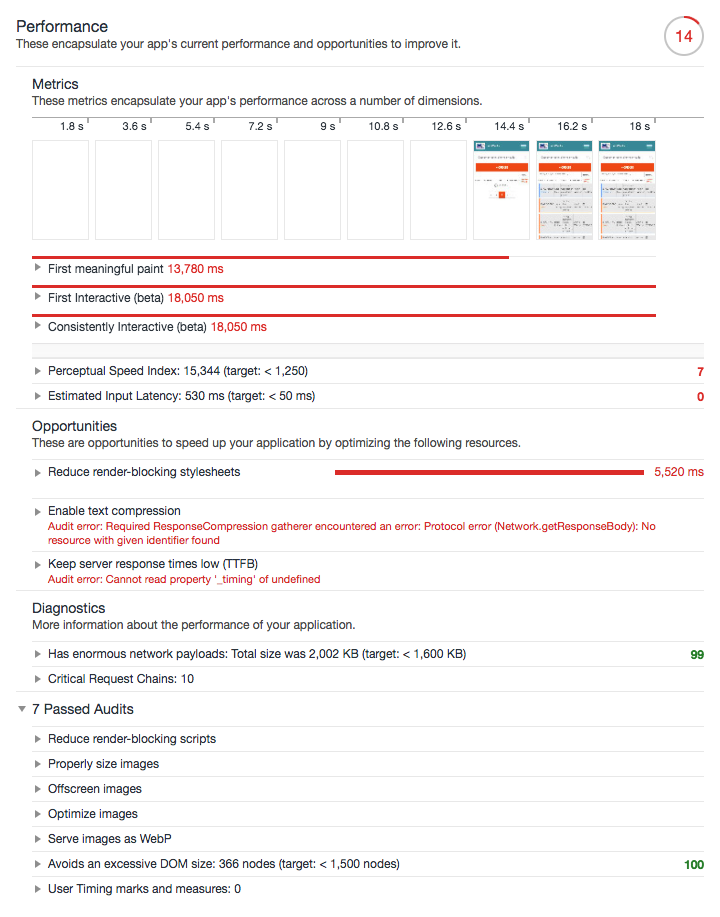 Performance
14
These encapsulate your app's current performance and opportunities to improve it.
Metrics
These metrics encapsulate your app's performance across a number of dimensions.
1.8 s 3.6 s 5.4 s 7.2 s 9 s 10.8 s 12.6 s 14.4 s 16.2 s 18 s
First meaningful paint 13,780 ms
First Interactive (beta) 18,050 ms
Consistently Interactive (beta) 18,050 ms
Perceptual Speed Index: 15,344 (target: < 1,250) 7
Estimated Input Latency: 530 ms (target: < 50 ms) 0
Opportunities
These are opportunities to speed up your application by optimizing the following resources.
Reduce render-blocking stylesheets 5,520 ms
Enable text compression
Audit error: Required ResponseCompression gatherer encountered an error: Protocol error (Network.getResponseBody): No
resource with given identifier found
Keep server response times low (TTFB)
Audit error: Cannot read property '_timing' of undefined
Diagnostics
More information about the performance of your application.
Has enormous network payloads: Total size was 2,002 KB (target: < 1,600 KB) 99
Critical Request Chains: 10
7 Passed Audits
Reduce render-blocking scripts
Properly size images
Offscreen images
Optimize images
Serve images as WebP
Avoids an excessive DOM size: 366 nodes (target: < 1,500 nodes) 100
User Timing marks and measures: 0